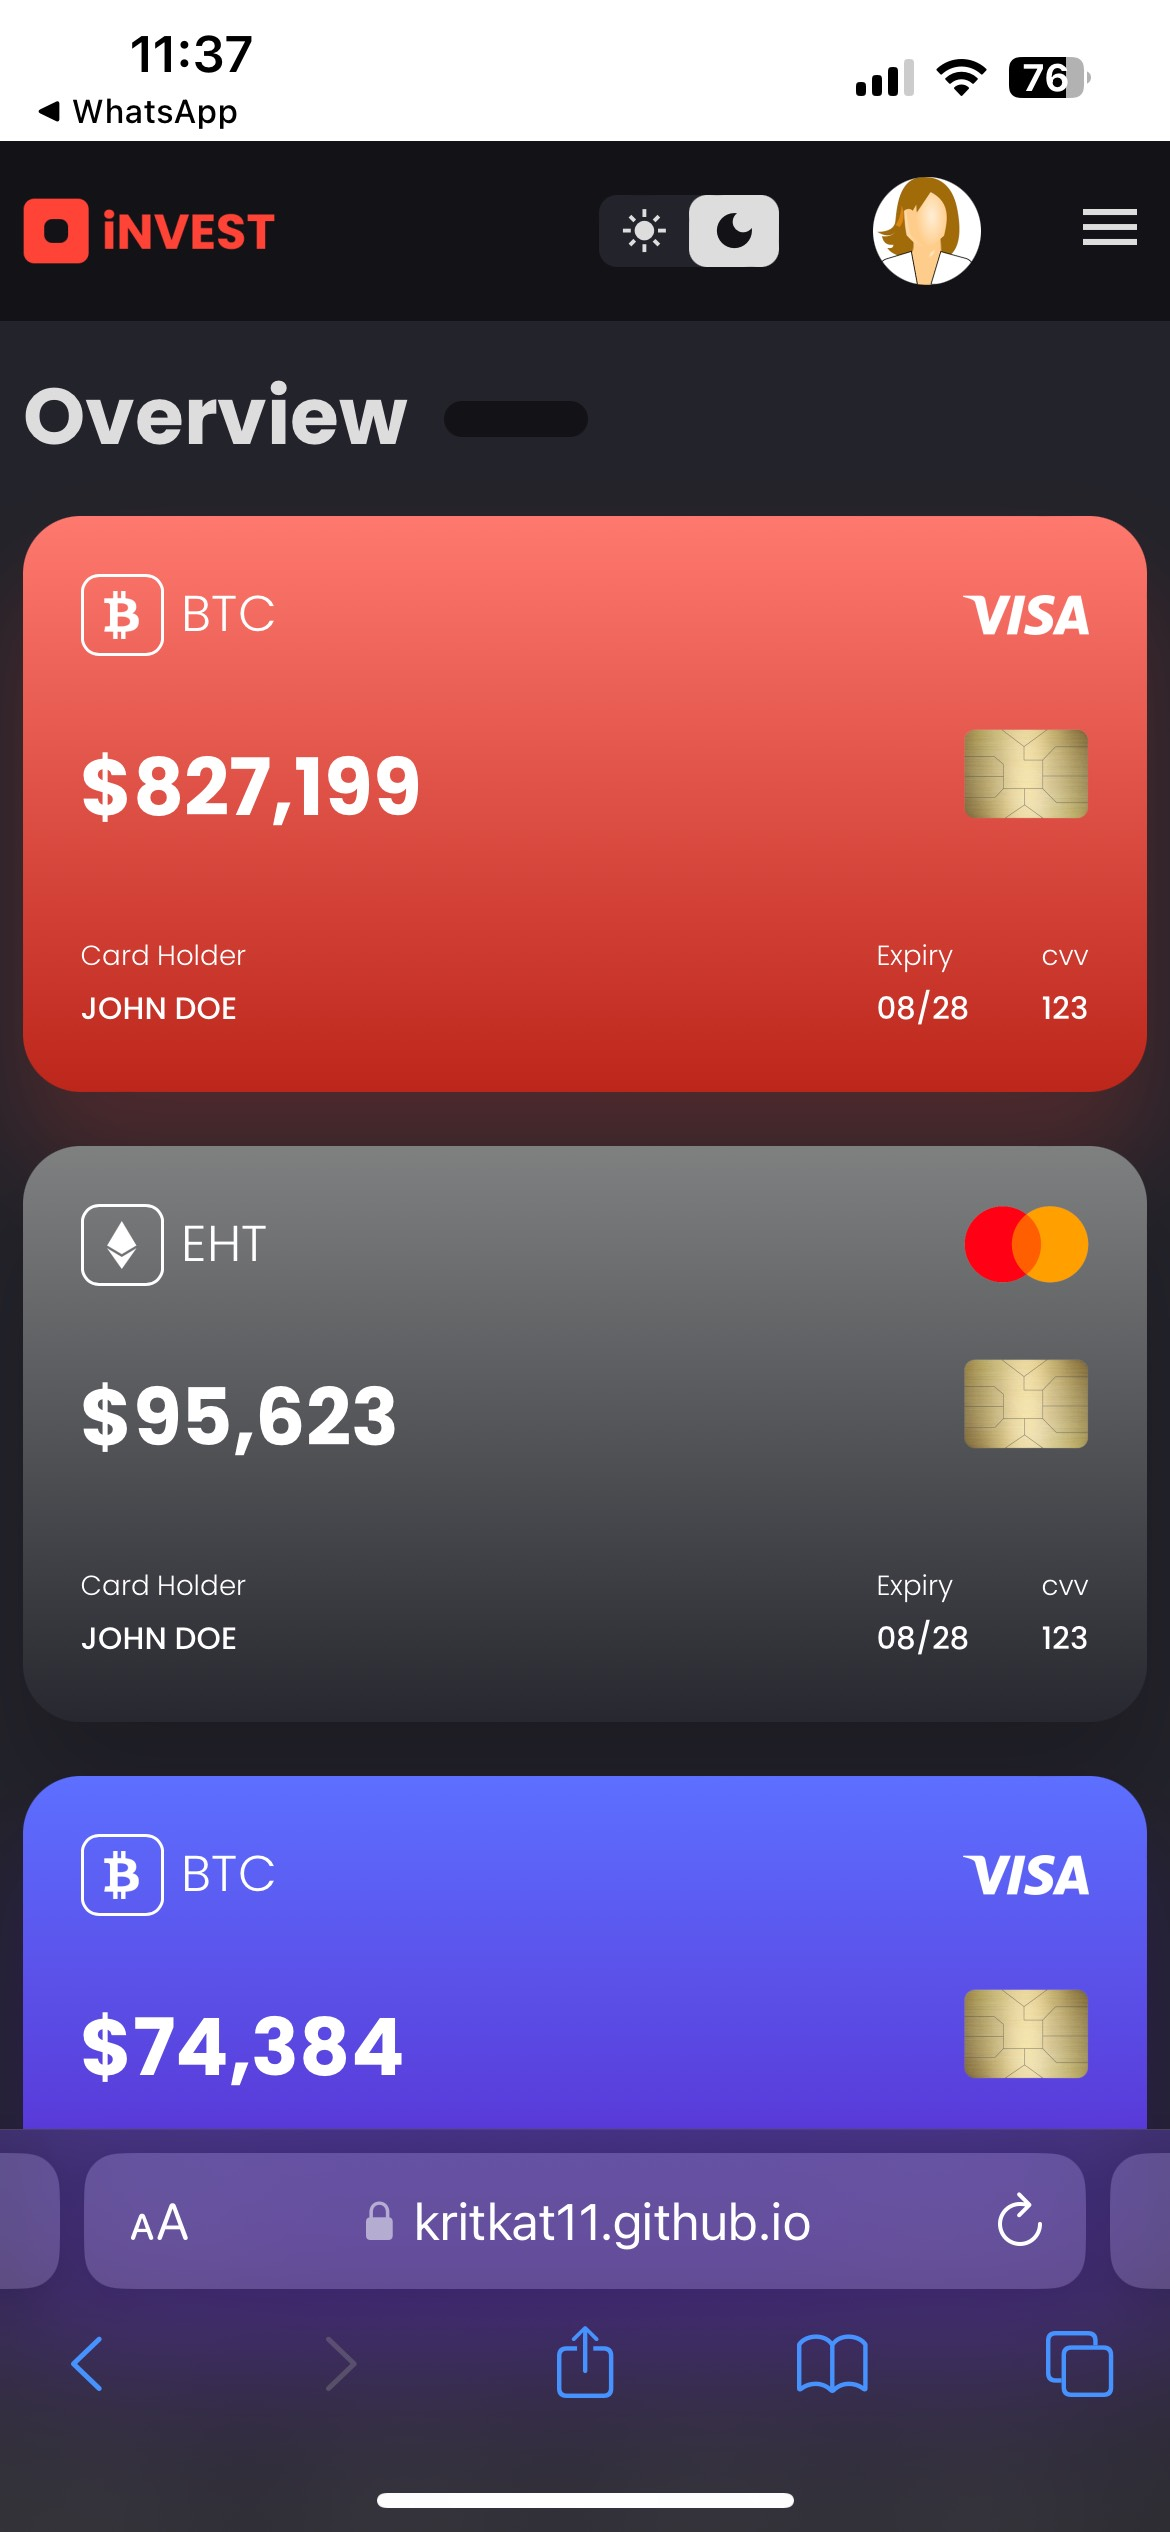 11:37
76
WhatsApp
iNVEST
Overview
BTC
VISA
$827,199
Card Holder
Expiry
cvv
JOHN DOE
08/28
123
EHT
$95,623
Card Holder
Expiry
cvv
JOHN DOE
08/28
123
BTC
VISA
$74,384
AA
kritkat11.github.io